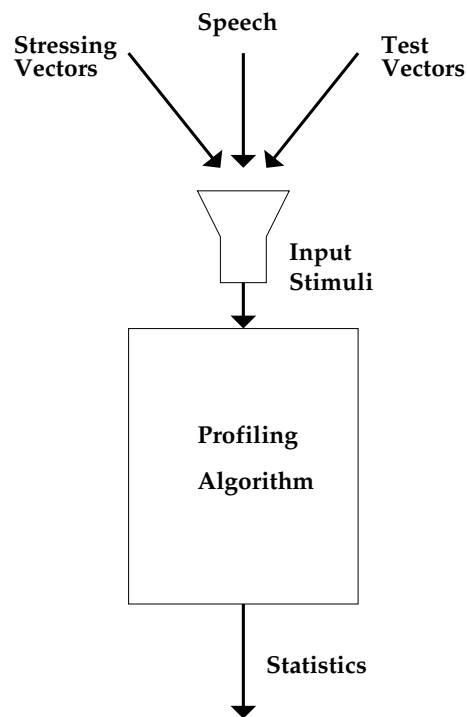 Speech
Stressing
Vectors
Test
Vectors
Input
Stimuli
Profiling
Algorithm
Statistics